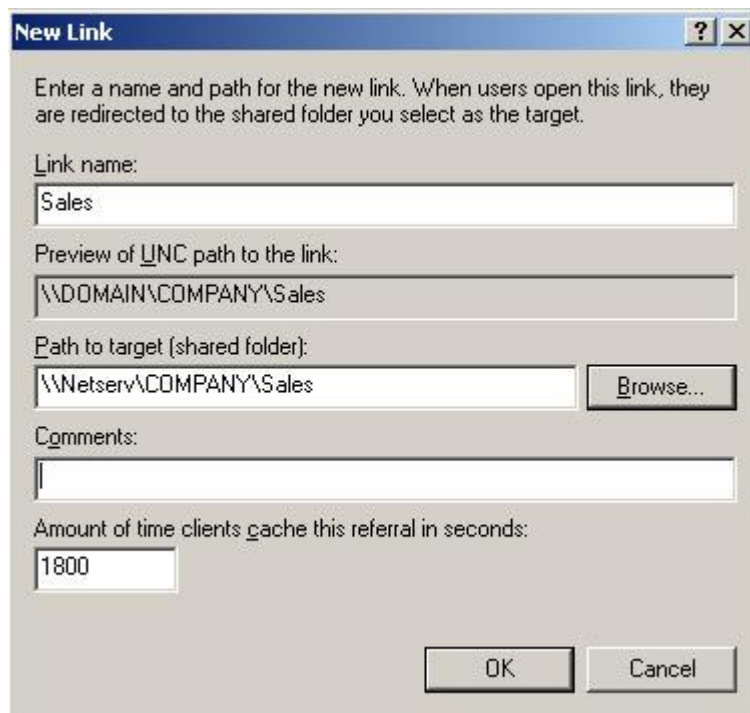 New Link
Enter a name and path for the new link. When users open this link, they
are redirected to the shared folder you select as the target.
Link name:
Sales
Preview of UNC path to the link:
\\DOMAIN\COMPANY\Sales
Path to target (shared folder):
\\Netserv\COMPANY\Sales
Browse...
Comments:
Amount of time clients cache this referral in seconds:
1800
OK
Cancel